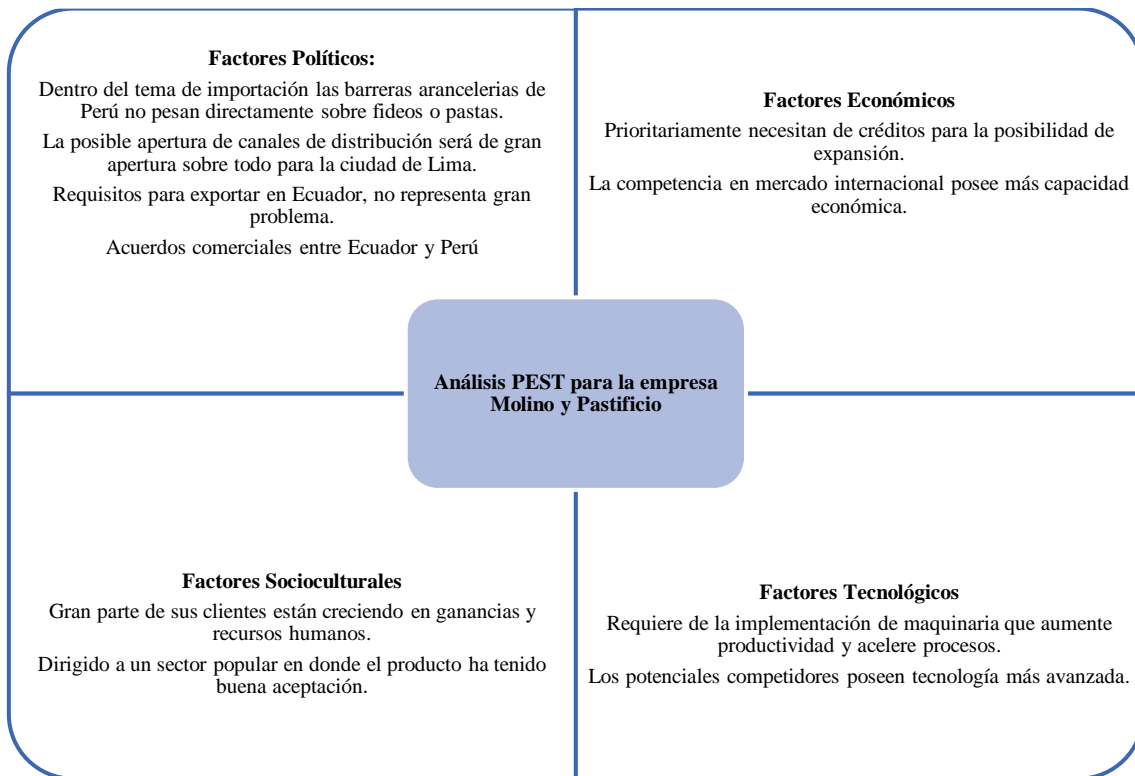 Factores Políticos:
Dentro del tema de importación las barreras arancelerias de
Perú no pesan directamente sobre fideos o pastas.
La posible apertura de canales de distribución será de gran
apertura sobre todo para la ciudad de Lima.
Requisitos para exportar en Ecuador, no representa gran
problema.
Acuerdos comerciales entre Ecuador y Perú
Factores Económicos
Prioritariamente necesitan de créditos para la posibilidad de
expansión.
La competencia en mercado internacional posee más capacidad
económica.
Análisis PEST para la empresa
Molino y Pastificio
Factores Socioculturales
Gran parte de sus clientes están creciendo en ganancias y
recursos humanos.
Dirigido a un sector popular en donde el producto ha tenido
buena aceptación.
Factores Tecnológicos
Requiere de la implementación de maquinaria que aumente
productividad y acelere procesos.
Los potenciales competidores poseen tecnología más avanzada.